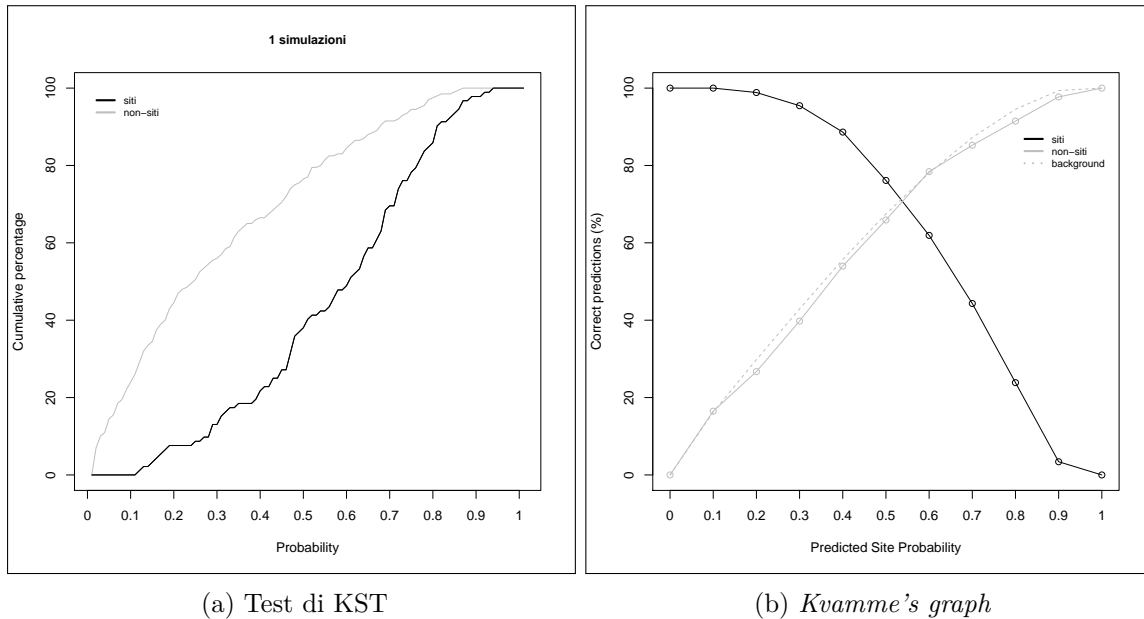 1 simulazioni
Cumulative percentage
100
80
60
40
20
0
siti
non−siti
0 0.1 0.2 0.3 0.4 0.5 0.6 0.7 0.8 0.9 1
Probability
(a) Test di KST
Correct predictions (%)
100
80
60
40
20
0
siti
non−siti
background
0 0.1 0.2 0.3 0.4 0.5 0.6 0.7 0.8 0.9 1
Predicted Site Probability
(b) Kvamme's graph